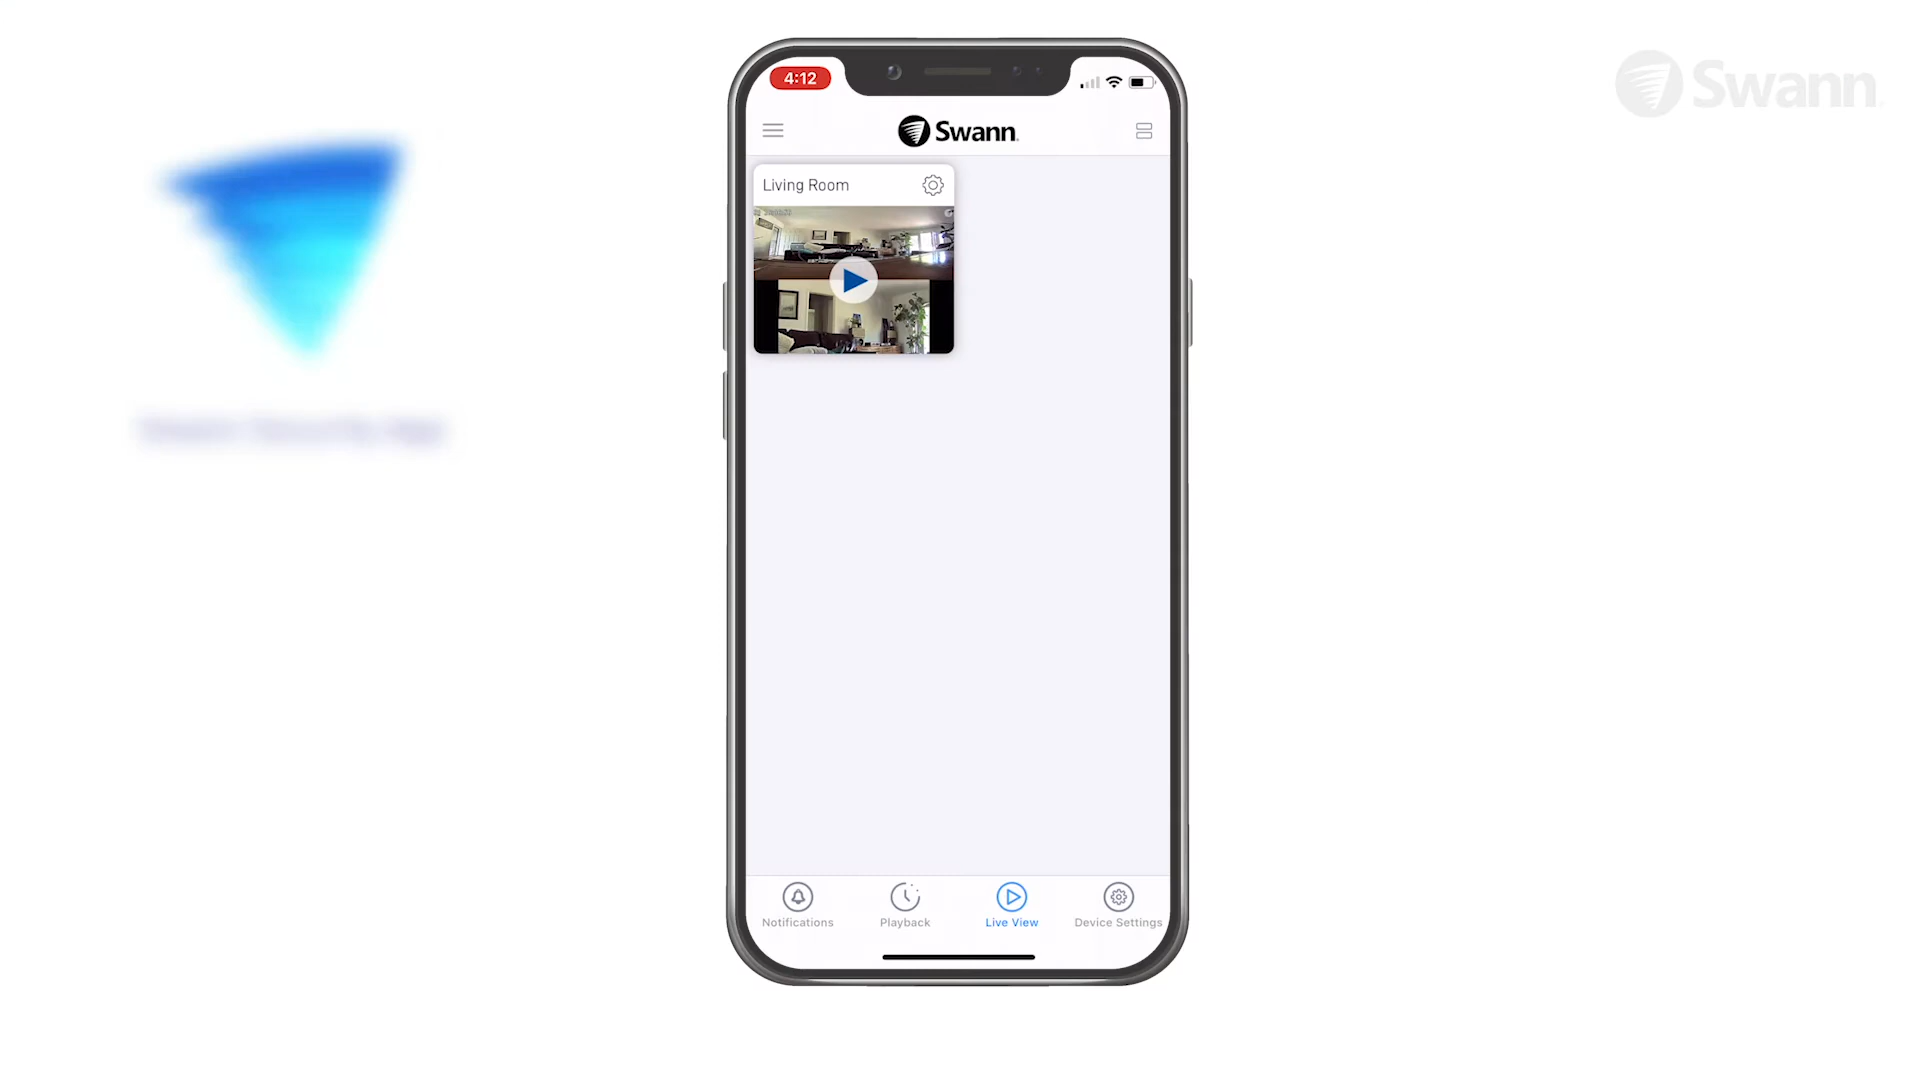 Swann
4:12
Swann
Living Room
Notifications
Playback
Live View
Device Settings